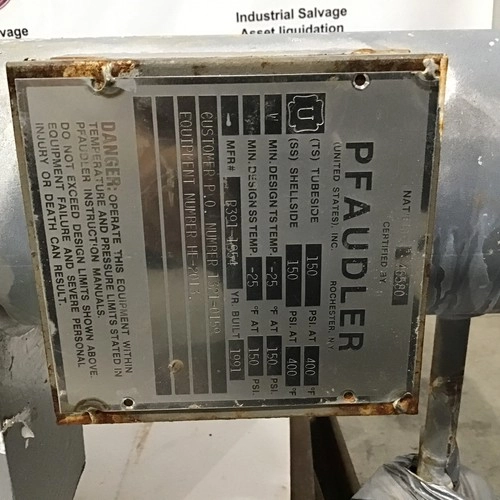 vage
Industrial Salvage
Asset liquidation
NAT
CERTIFIED BY
PFAUDLER
(UNITED STATES), INC. ROCHESTER, N.Y.
U
(TS) TUBESIDE 150 PSI. AT 400 °F
(SS) SHELLSIDE 150 PSI. AT 400 °F
W MIN. DESIGN TS TEMP. -25 °F AT 150 PSI.
MIN. DESIGN SS TEMP. -25 °F AT 150 PSI.
MFR# YR. BUILT 1991
CUSTOMER P.O. NUMBER
EQUIPMENT NUMBER
DANGER: OPERATE THIS EQUIPMENT WITHIN
TEMPERATURE AND PRESSURE LIMITS STATED IN
PFAUDLER INSTRUCTION MANUALS.
DO NOT EXCEED DESIGN LIMITS SHOWN ABOVE.
EQUIPMENT FAILURE AND SEVERE PERSONAL
INJURY OR DEATH CAN RESULT.